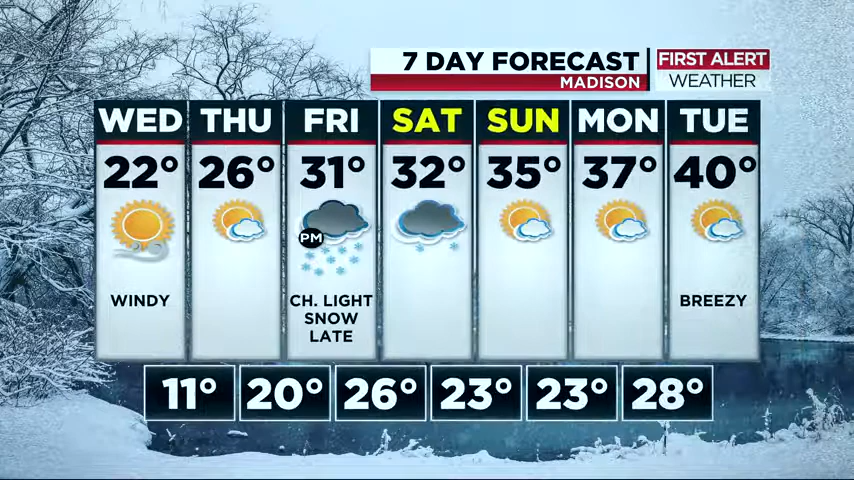 7 DAY FORECAST
MADISON
FIRST ALERT
WEATHER
WED THU FRI SAT SUN MON TUE
22° 26° 31° 32° 35° 37° 40°
PM
WINDY
CH. LIGHT
SNOW
LATE
BREEZY
11° 20° 26° 23° 23° 28°